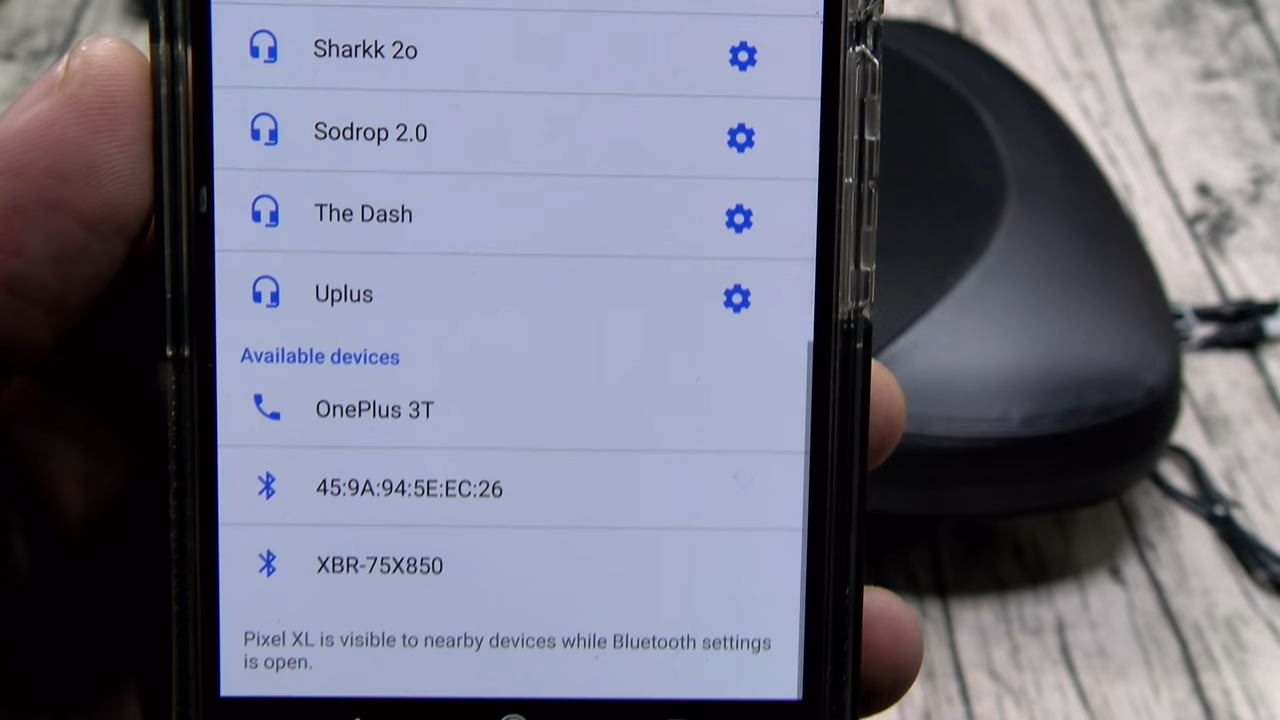 Sharkk 2o
Sodrop 2.0
The Dash
Uplus
Available devices
OnePlus 3T
45:9A:94:5E:EC:26
XBR-75X850
Pixel XL is visible to nearby devices while Bluetooth settings
is open.